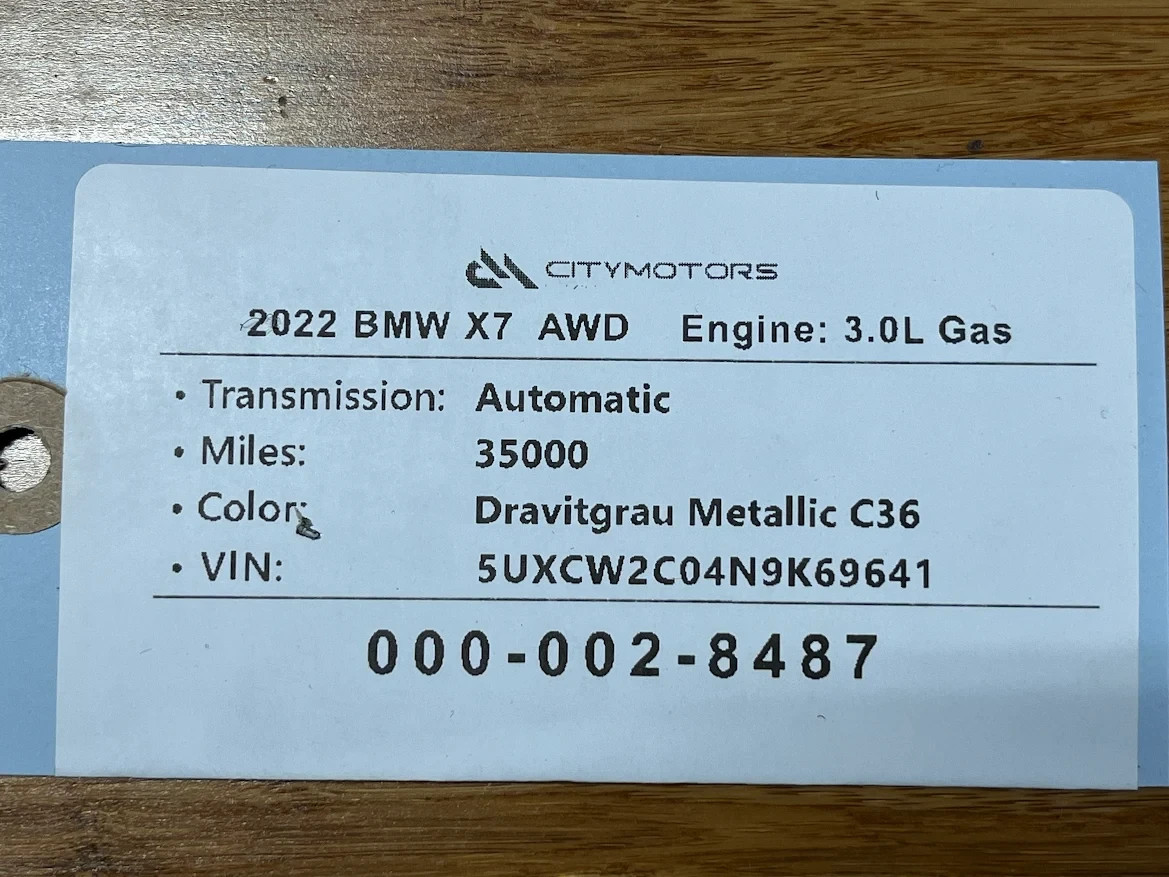 CITYMOTORS
2022 BMW X7 AWD Engine: 3.0L Gas
• Transmission: Automatic
• Miles: 35000
• Color: Dravitgrau Metallic C36
• VIN: 5UXCW2C04N9K69641
000-002-8487